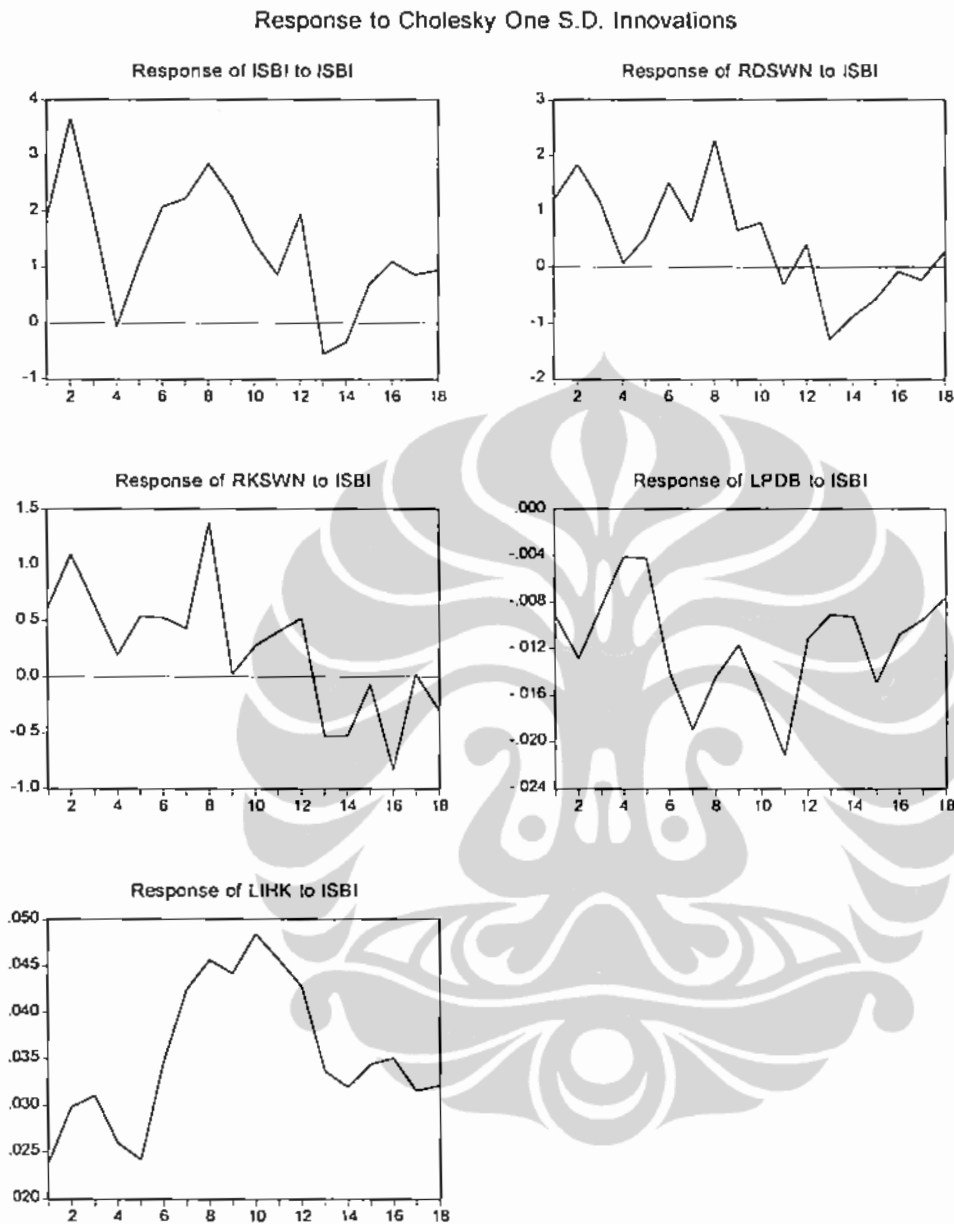 Response to Cholesky One S.D. Innovations
Response of ISBI to ISBI
4
3
2
1
0
-1
2 4 6 8 10 12 14 16 18
Response of RDSWN to ISBI
3
2
1
0
-1
-2
2 4 6 8 10 12 14 16 18
Response of RKSWN to ISBI
1.5
1.0
0.5
0.0
-0.5
-1.0
2 4 6 8 10 12 14 16 18
Response of LPDB to ISBI
.000
-.004
-.008
-.012
-.016
-.020
-.024
2 4 6 8 10 12 14 16 18
Response of LIHK to ISBI
.050
.045
.040
.035
.030
.025
.020
2 4 6 8 10 12 14 16 18